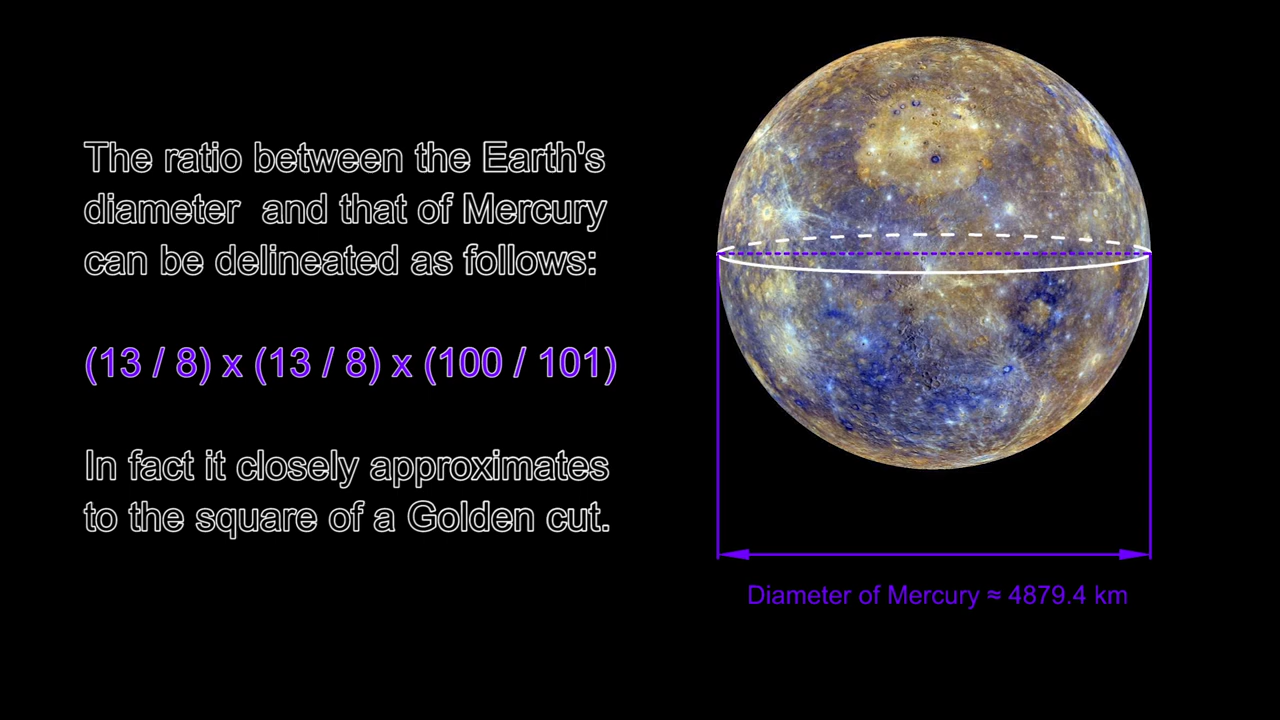 The ratio between the Earth's
diameter  and that of Mercury
can be delineated as follows:
(13 / 8) x (13 / 8) x (100 / 101)
In fact it closely approximates
to the square of a Golden cut.
Diameter of Mercury ≈ 4879.4 km